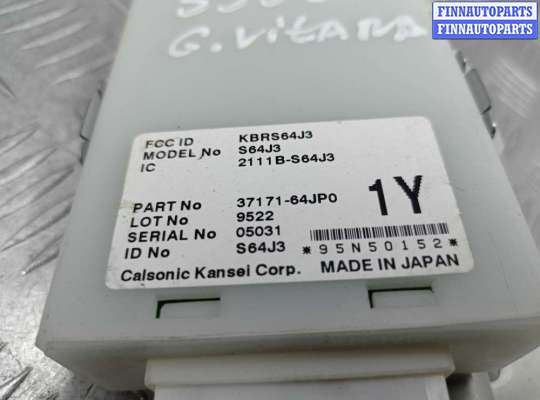 FINNAUTOPARTS
FINNAUTOPARTS
FINNAUTOPARTS
G.VITARA
FCC ID KBRS64J3
MODEL No S64J3
IC 2111B-S64J3
PART No 37171-64JP0
LOT No 9522
SERIAL No 05031
ID No S64J3
1Y
*95N50152*
Calsonic Kansei Corp. MADE IN JAPAN